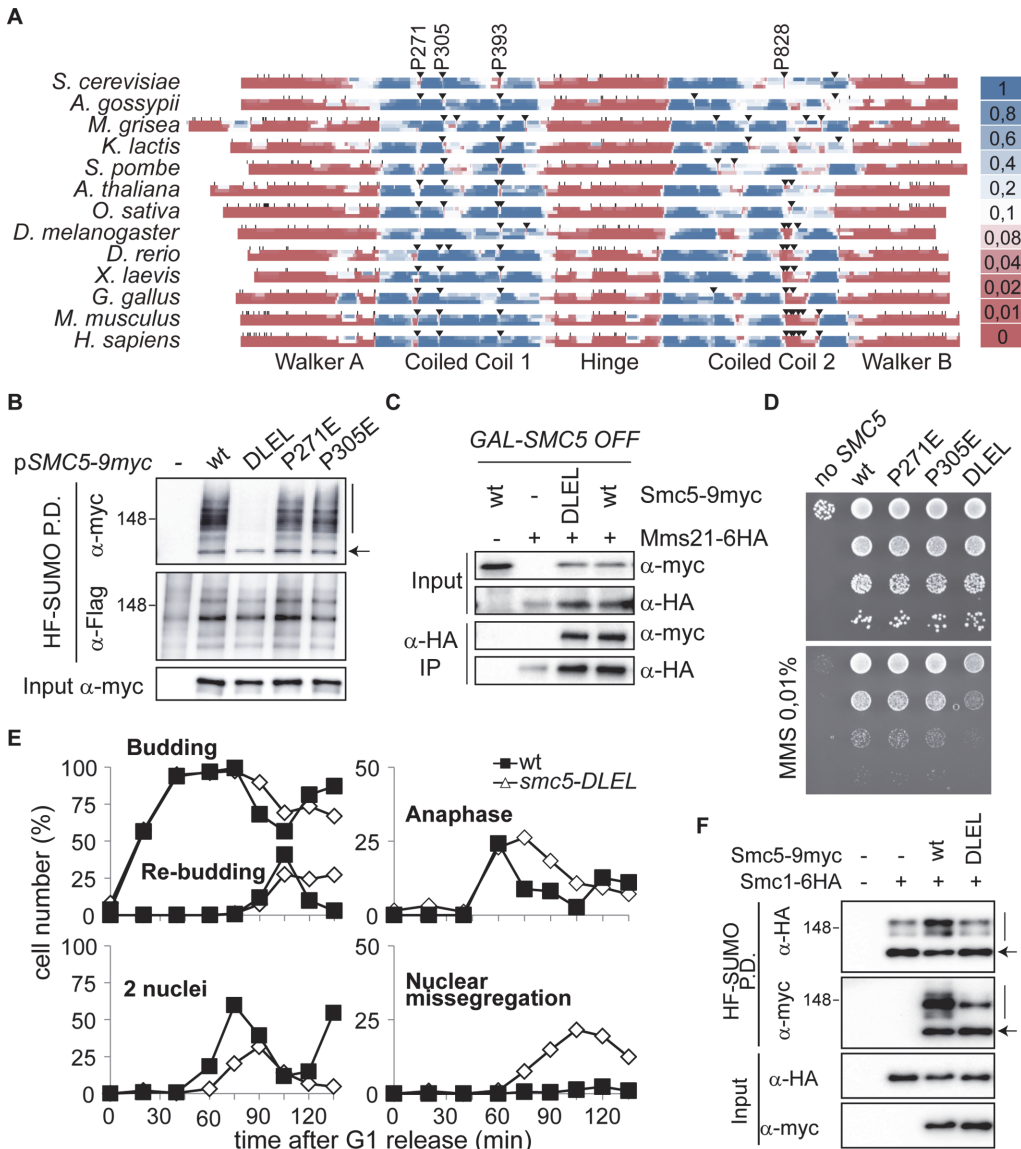 A
P271 P305 P393 P828
S. cerevisiae
A. gossypii
M. grisea
K. lactis
S. pombe
A. thaliana
O. sativa
D. melanogaster
D. rerio
X. laevis
G. gallus
M. musculus
H. sapiens
1
0,8
0,6
0,4
0,2
0,1
0,08
0,04
0,02
0,01
0
Walker A Coiled Coil 1 Hinge Coiled Coil 2 Walker B
B
pSMC5-9myc - wt DLEL P271E P305E
HF-SUMO P.D.
α-myc
148
α-Flag
148
Input α-myc
C
GAL-SMC5 OFF
wt - DLEL wt Smc5-9myc
- + + + Mms21-6HA
Input
α-myc
α-HA
α-HA
IP
α-myc
α-HA
D
no SMC5 wt P271E P305E DLEL
MMS 0,01%
E
wt
smc5-DLEL
Budding
Re-budding
100
75
50
25
0
Anaphase
50
25
0
2 nuclei
100
75
50
25
0
0 30 60 90 120
Nuclear
missegregation
50
25
0
0 30 60 90 120
cell number (%)
time after G1 release (min)
F
Smc5-9myc - - wt DLEL
Smc1-6HA - + + +
HF-SUMO
P.D.
α-HA
148
α-myc
148
Input
α-HA
α-myc